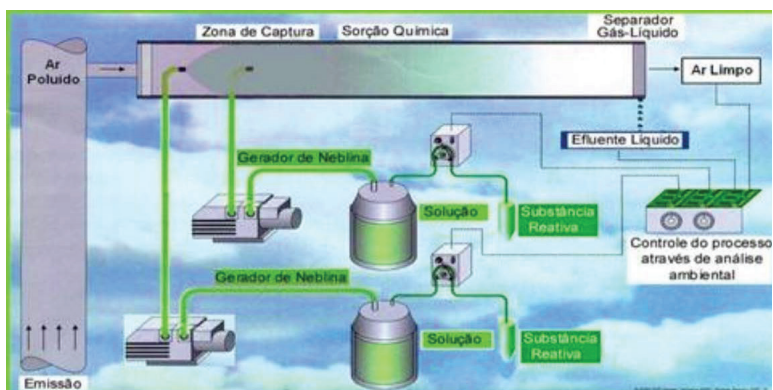 Zona de Captura
Sorção Química
Separador
Gás-Líquido
Ar
Poluído
Ar Limpo
Efluente Líquido
Gerador de Neblina
Solução
Substância
Reativa
Controle do processo
através de análise
ambiental
Gerador de Neblina
Solução
Substância
Reativa
Emissão